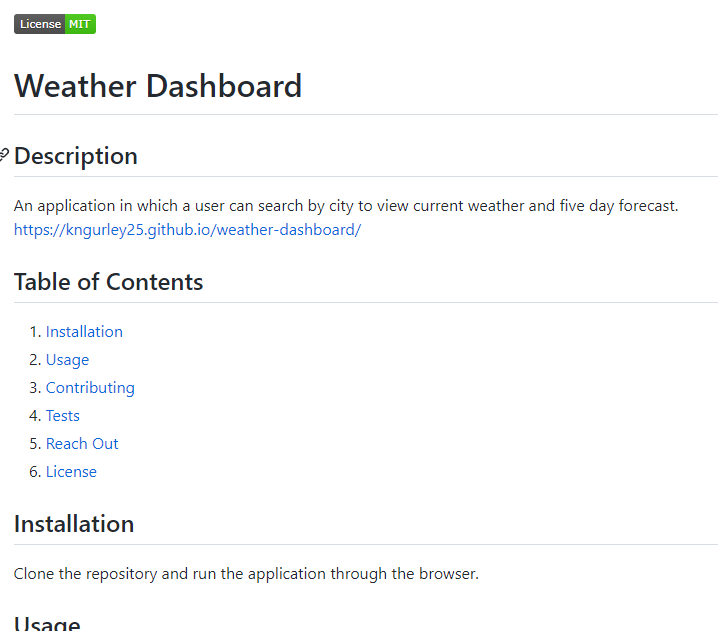 License MIT
Weather Dashboard
Description
An application in which a user can search by city to view current weather and five day forecast.
https://kngurley25.github.io/weather-dashboard/
Table of Contents
1. Installation
2. Usage
3. Contributing
4. Tests
5. Reach Out
6. License
Installation
Clone the repository and run the application through the browser.
Usage